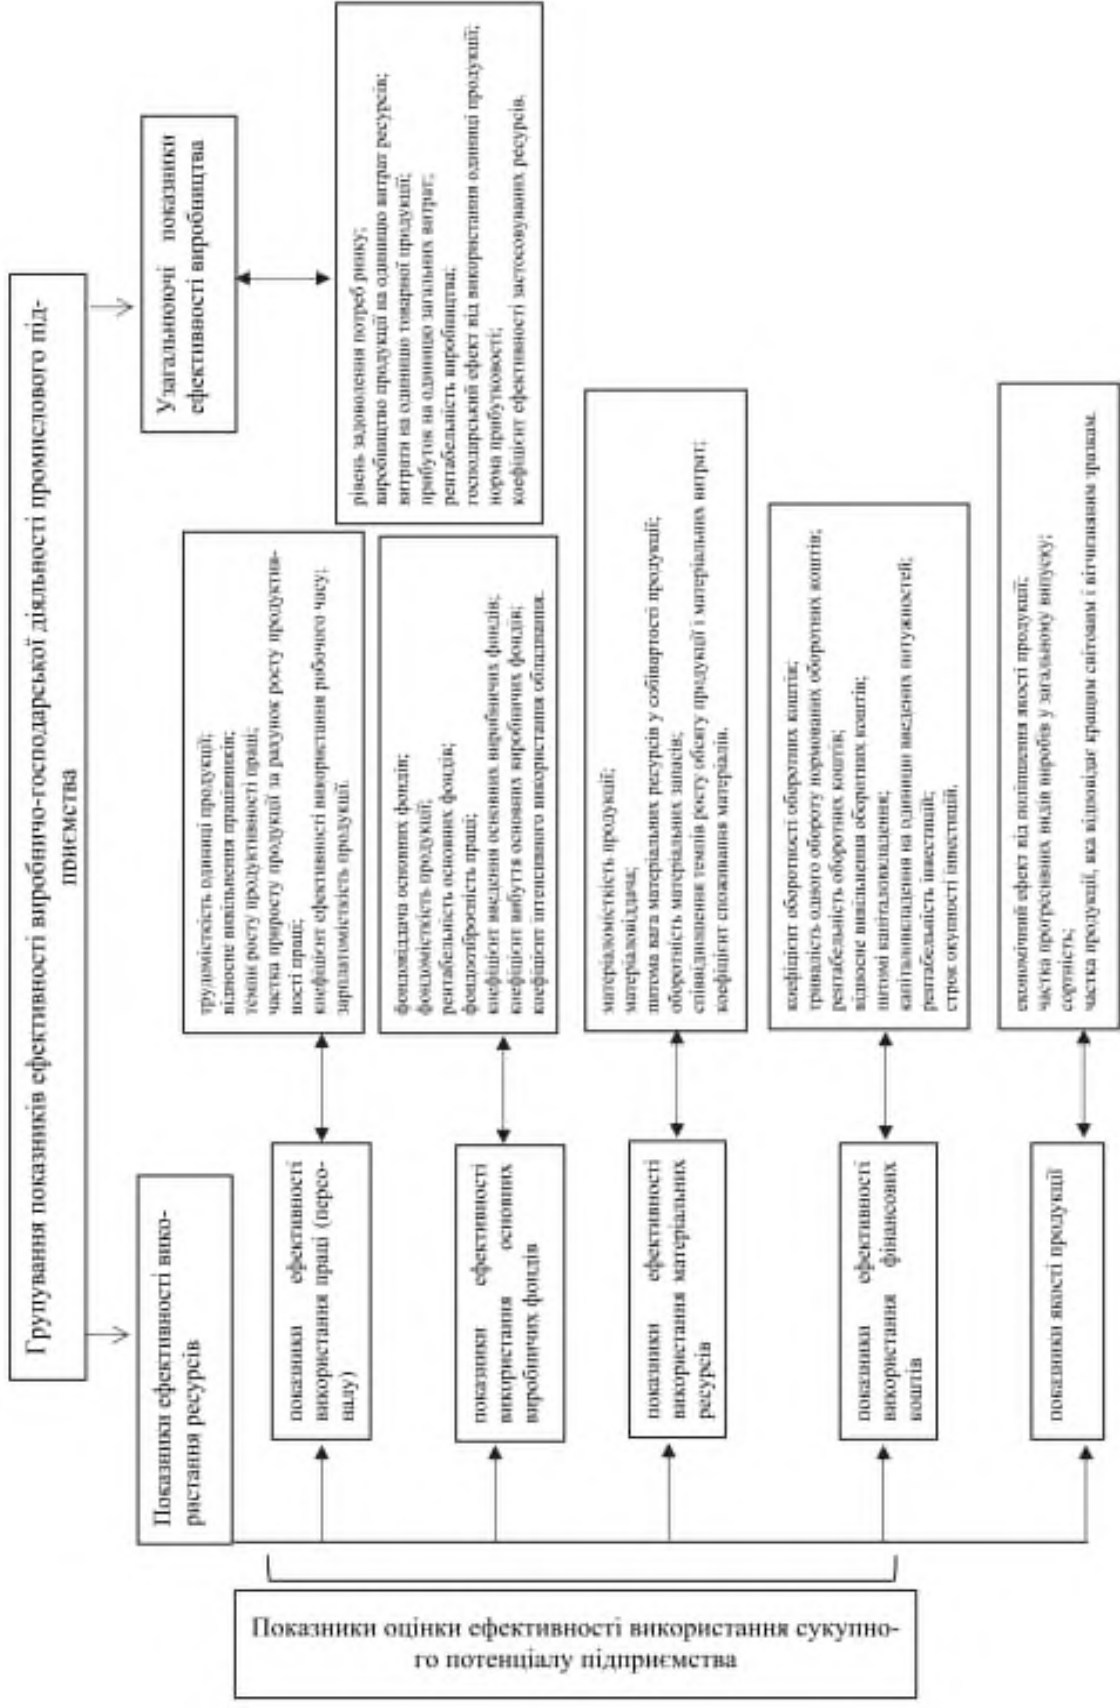 Групування показників ефективності виробничо-господарської діяльності промислового під-
приємства
Показники ефективності вико-
ристання ресурсів
Узагальнюючі показники
ефективності виробництва
рівень задоволення потреб ринку;
виробництво продукції на одиницю витрат ресурсів;
витрати на одиницю товарної продукції;
прибуток на одиницю загальних витрат;
рентабельність виробництва;
господарський ефект від використання одиниці продукції;
норма прибутковості;
коефіцієнт ефективності застосовуваних ресурсів.
показники ефективності
використання праці (персо-
налу)
трудомісткість одиниці продукції;
відносне вивільнення працівників;
темпи росту продуктивності праці;
частка приросту продукції за рахунок росту продуктив-
ності праці;
коефіцієнт ефективності використання робочого часу;
зарплатомісткість продукції.
показники ефективності
використання основних
виробничих фондів
фондовіддача основних фондів;
фондомісткість продукції;
рентабельність основних фондів;
фондоозброєність праці;
коефіцієнт введення основних виробничих фондів;
коефіцієнт вибуття основних виробничих фондів;
коефіцієнт інтенсивного використання обладнання.
показники ефективності
використання матеріальних
ресурсів
матеріаломісткість продукції;
матеріаловіддача;
питома вага матеріальних ресурсів у собівартості продукції;
оборотність матеріальних запасів;
співвідношення темпів росту обсягу продукції і матеріальних витрат;
коефіцієнт споживання матеріалів.
показники ефективності
використання фінансових
коштів
коефіцієнт оборотності оборотних коштів;
тривалість одного обороту нормованих оборотних коштів;
рентабельність оборотних коштів;
відносне вивільнення оборотних коштів;
питомі капіталовкладення;
капіталовкладення на одиницю введених потужностей;
рентабельність інвестицій;
строк окупності інвестицій.
показники якості продукції
економічний ефект від поліпшення якості продукції;
частка прогресивних видів виробів у загальному випуску;
сортність;
частка продукції, яка відповідає кращим світовим і вітчизняним зразкам.
Показники оцінки ефективності використання сукупно-
го потенціалу підприємства